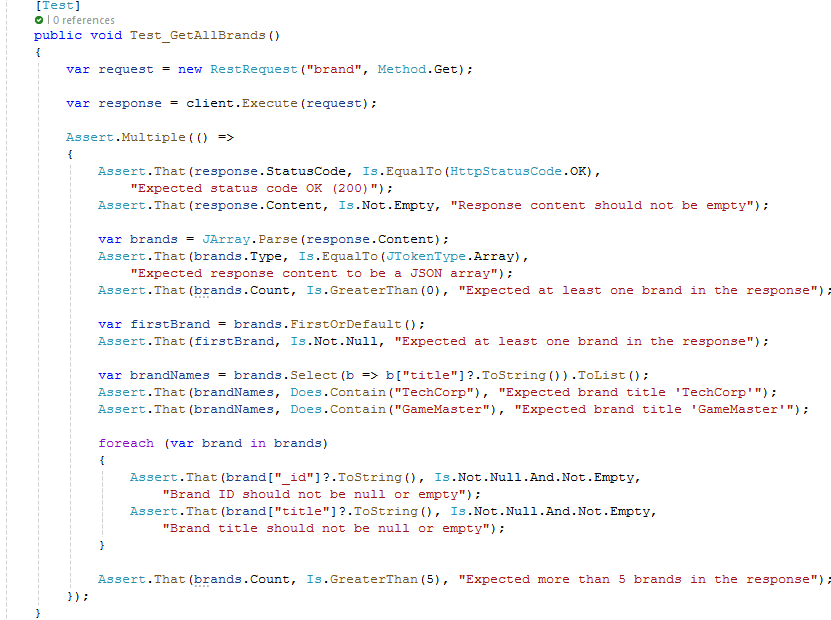 [Test]
| 0 references
public void Test_GetAllBrands()
{
    var request = new RestRequest("brand", Method.Get);

    var response = client.Execute(request);

    Assert.Multiple(() =>
    {
        Assert.That(response.StatusCode, Is.EqualTo(HttpStatusCode.OK),
            "Expected status code OK (200)");
        Assert.That(response.Content, Is.Not.Empty, "Response content should not be empty");

        var brands = JArray.Parse(response.Content);
        Assert.That(brands.Type, Is.EqualTo(JTokenType.Array),
            "Expected response content to be a JSON array");
        Assert.That(brands.Count, Is.GreaterThan(0), "Expected at least one brand in the response");

        var firstBrand = brands.FirstOrDefault();
        Assert.That(firstBrand, Is.Not.Null, "Expected at least one brand in the response");

        var brandNames = brands.Select(b => b["title"]?.ToString()).ToList();
        Assert.That(brandNames, Does.Contain("TechCorp"), "Expected brand title 'TechCorp'");
        Assert.That(brandNames, Does.Contain("GameMaster"), "Expected brand title 'GameMaster'");

        foreach (var brand in brands)
        {
            Assert.That(brand["_id"]?.ToString(), Is.Not.Null.And.Not.Empty,
                "Brand ID should not be null or empty");
            Assert.That(brand["title"]?.ToString(), Is.Not.Null.And.Not.Empty,
                "Brand title should not be null or empty");
        }

        Assert.That(brands.Count, Is.GreaterThan(5), "Expected more than 5 brands in the response");
    });
}